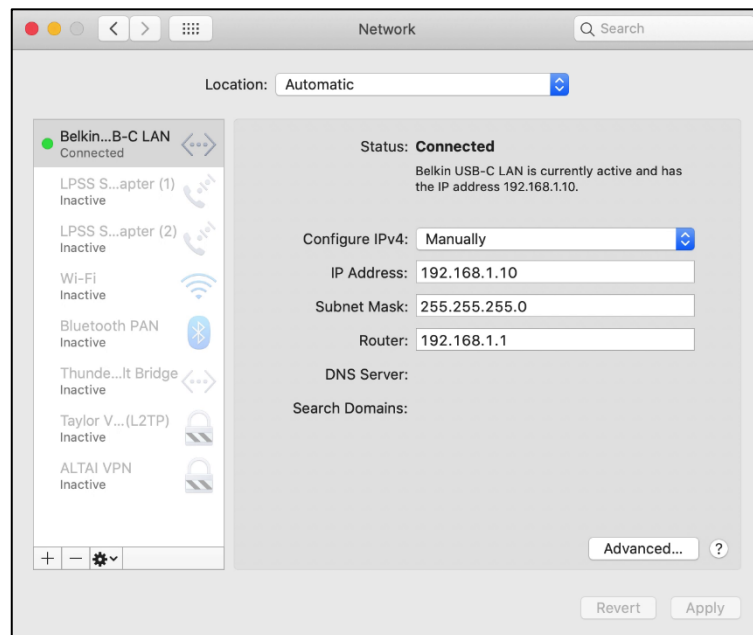 Network
Search
Location: Automatic
Belkin...B-C LAN
Connected
LPSS S...apter (1)
Inactive
LPSS S...apter (2)
Inactive
Wi-Fi
Inactive
Bluetooth PAN
Inactive
Thunde...lt Bridge
Inactive
Taylor V...(L2TP)
Inactive
ALTAI VPN
Inactive
Status: Connected
Belkin USB-C LAN is currently active and has
the IP address 192.168.1.10.
Configure IPv4: Manually
IP Address: 192.168.1.10
Subnet Mask: 255.255.255.0
Router: 192.168.1.1
DNS Server:
Search Domains:
Advanced... ?
Revert Apply